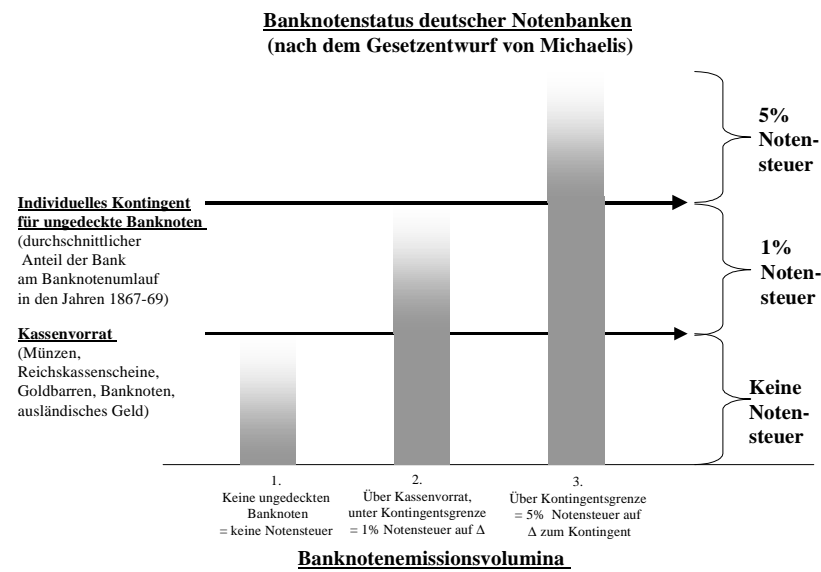 Banknotenstatus deutscher Notenbanken
(nach dem Gesetzentwurf von Michaelis)
5%
Noten-
steuer
Individuelles Kontingent
für ungedeckte Banknoten
(durchschnittlicher
Anteil der Bank
am Banknotenumlauf
in den Jahren 1867-69)
1%
Noten-
steuer
Kassenvorrat
(Münzen,
Reichskassenscheine,
Goldbarren, Banknoten,
ausländisches Geld)
Keine
Noten-
steuer
1.
Keine ungedeckten
Banknoten
= keine Notensteuer
2.
Über Kassenvorrat,
unter Kontingentsgrenze
= 1% Notensteuer auf Δ
3.
Über Kontingentsgrenze
= 5% Notensteuer auf
Δ zum Kontingent
Banknotenemissionsvolumina